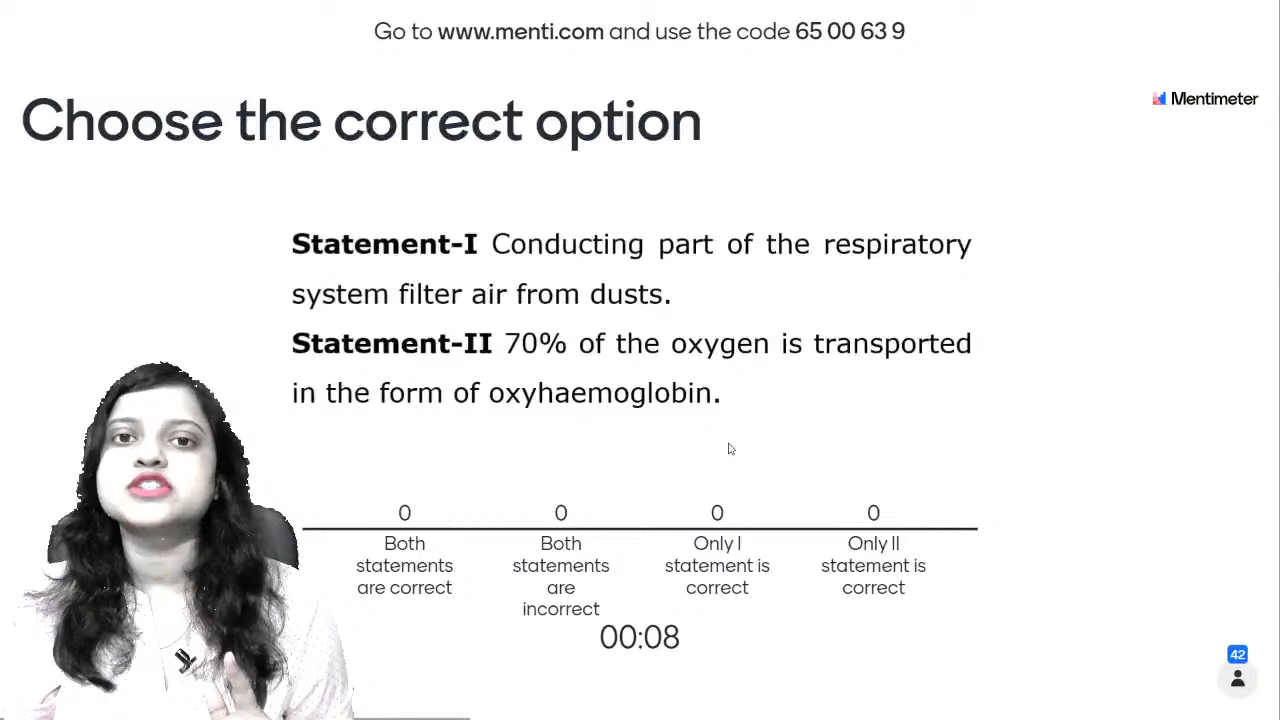 Go to www.menti.com and use the code 65 00 63 9
Mentimeter
Choose the correct option
Statement-I Conducting part of the respiratory
system filter air from dusts.
Statement-II 70% of the oxygen is transported
in the form of oxyhaemoglobin.
0 0 0 0
Both statements are correct
Both statements are incorrect
Only I statement is correct
Only II statement is correct
00:08
42